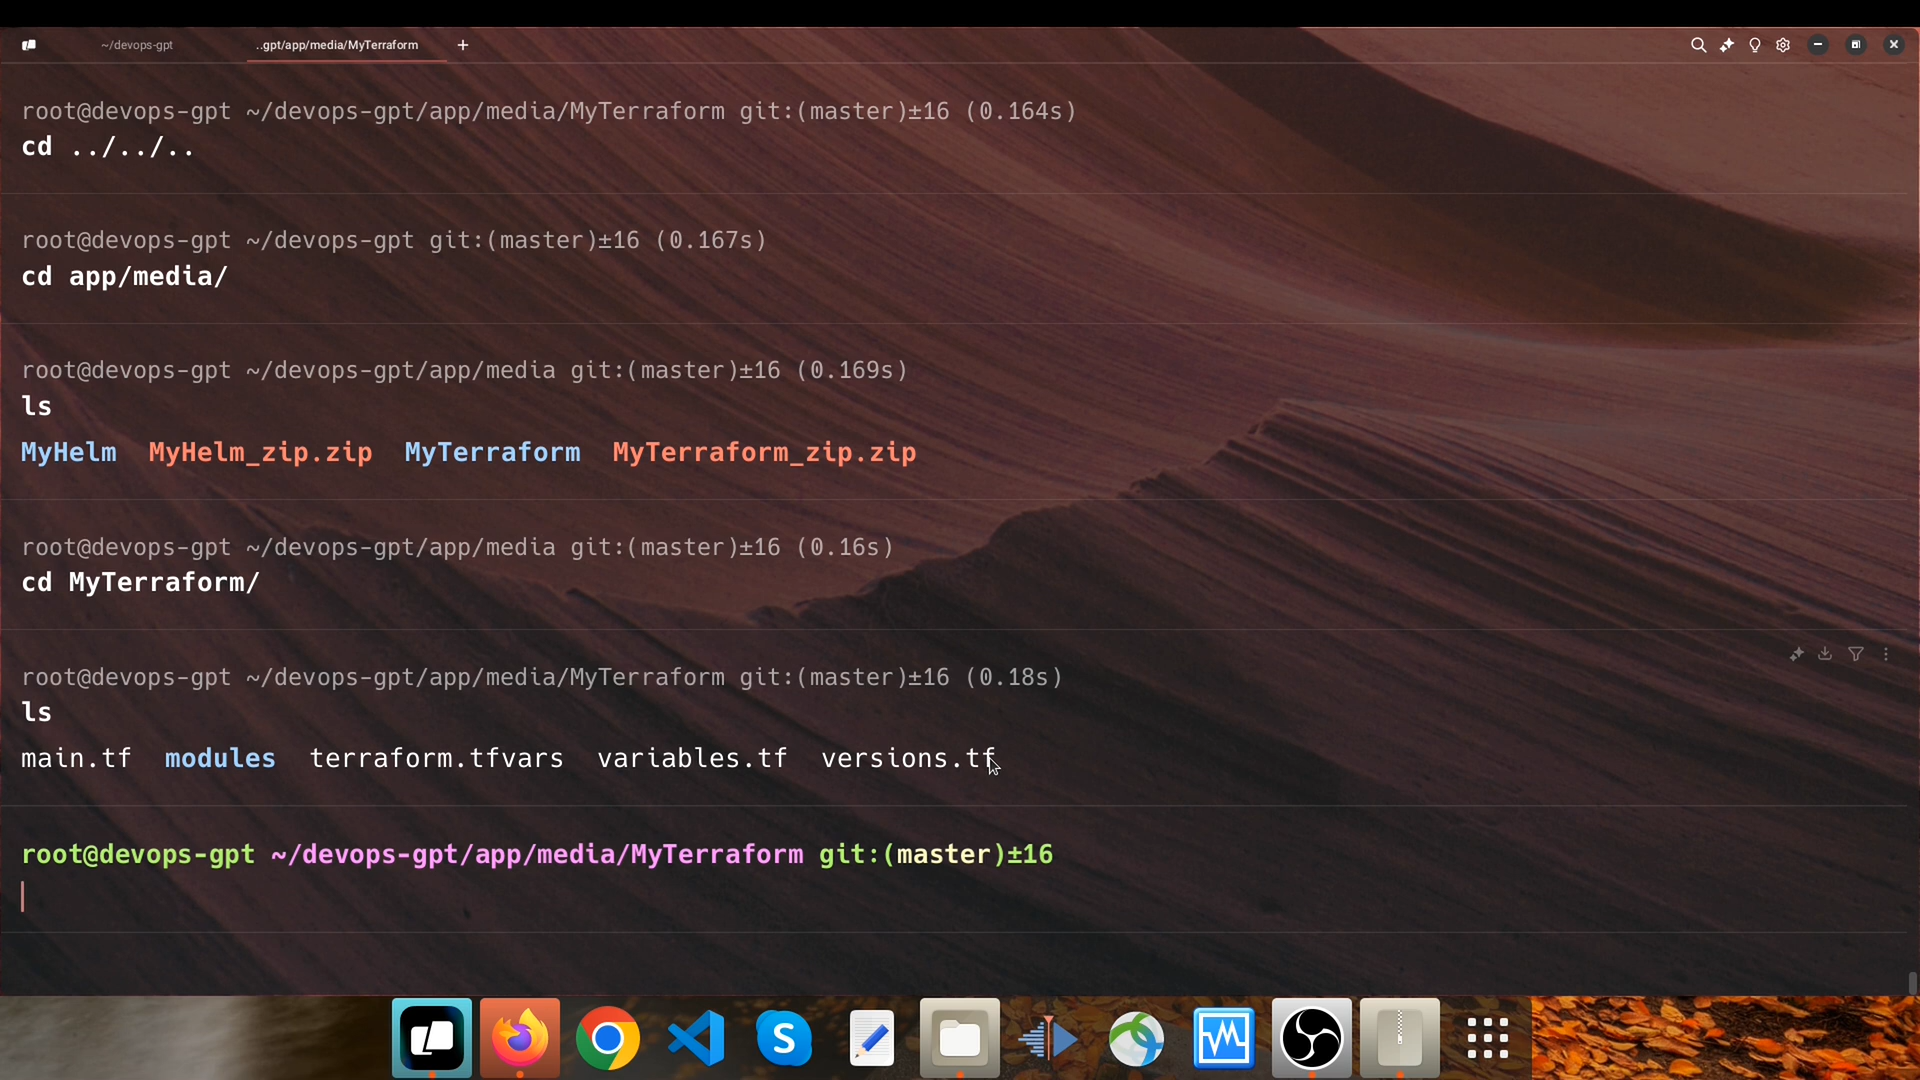 ~/devops-gpt ..gpt/app/media/MyTerraform +
root@devops-gpt ~/devops-gpt/app/media/MyTerraform git:(master)±16 (0.164s)
cd ../../..
root@devops-gpt ~/devops-gpt git:(master)±16 (0.167s)
cd app/media/
root@devops-gpt ~/devops-gpt/app/media git:(master)±16 (0.169s)
ls
MyHelm MyHelm_zip.zip MyTerraform MyTerraform_zip.zip
root@devops-gpt ~/devops-gpt/app/media git:(master)±16 (0.16s)
cd MyTerraform/
root@devops-gpt ~/devops-gpt/app/media/MyTerraform git:(master)±16 (0.18s)
ls
main.tf modules terraform.tfvars variables.tf versions.tf
root@devops-gpt ~/devops-gpt/app/media/MyTerraform git:(master)±16
S